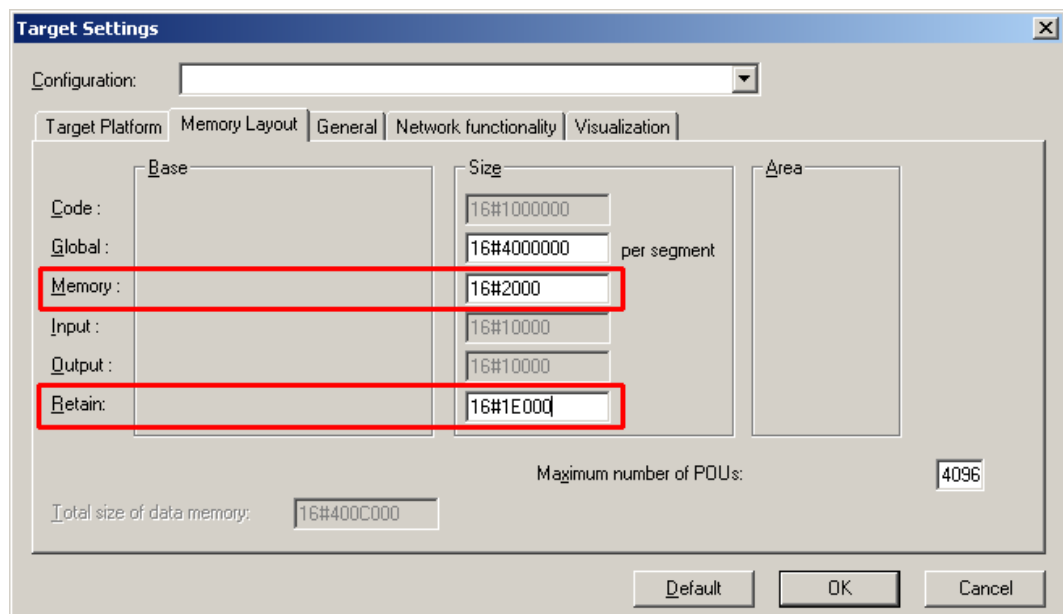 Target Settings
Configuration:
Target Platform Memory Layout General Network functionality Visualization
Base Size Area
Code : 16#1000000
Global : 16#4000000 per segment
Memory : 16#2000
Input : 16#10000
Output : 16#10000
Retain: 16#1E000
Maximum number of POUs: 4096
Total size of data memory: 16#400C000
Default OK Cancel